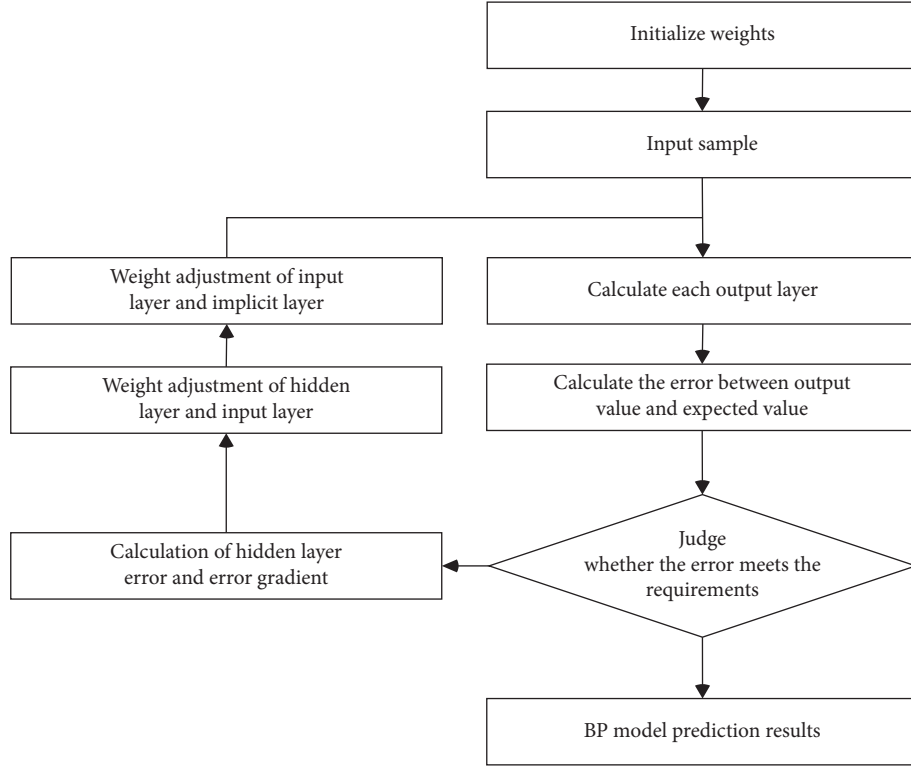 Initialize weights
Input sample
Weight adjustment of input
layer and implicit layer
Calculate each output layer
Weight adjustment of hidden
layer and input layer
Calculate the error between output
value and expected value
Calculation of hidden layer
error and error gradient
Judge
whether the error meets the
requirements
BP model prediction results